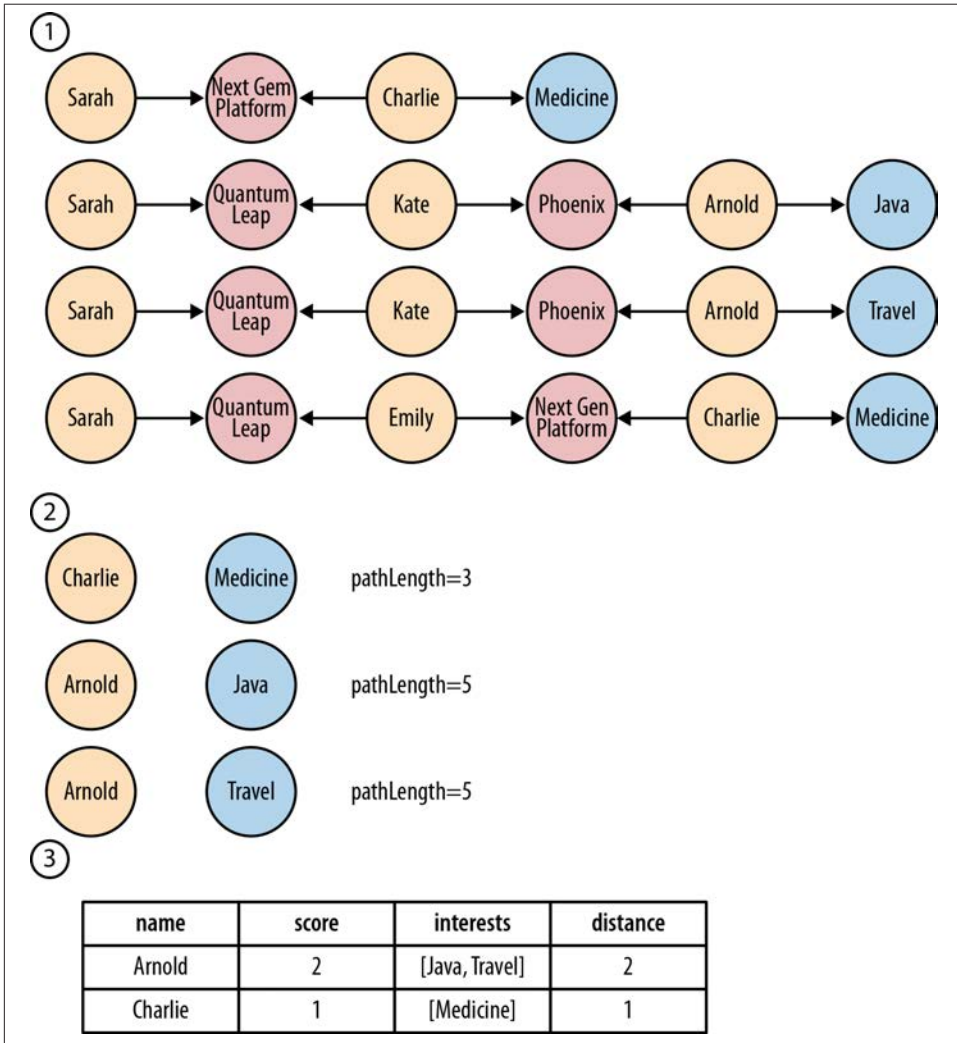 1
Sarah
Next Gem
Platform
Charlie
Medicine
Sarah
Quantum
Leap
Kate
Phoenix
Arnold
Java
Sarah
Quantum
Leap
Kate
Phoenix
Arnold
Travel
Sarah
Quantum
Leap
Emily
Next Gen
Platform
Charlie
Medicine
2
Charlie
Medicine
pathLength=3
Arnold
Java
pathLength=5
Arnold
Travel
pathLength=5
3
name score interests distance
Arnold 2 [Java, Travel] 2
Charlie 1 [Medicine] 1